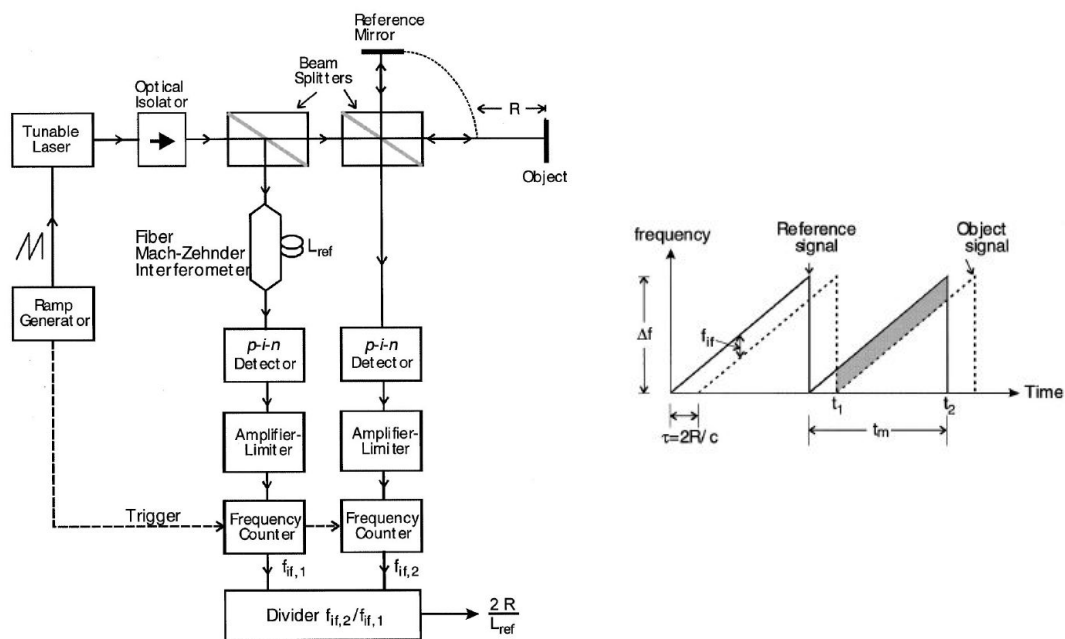 Reference
Mirror
Beam
Splitters
Optical
Isolator
R
Tunable
Laser
Object
Fiber
Mach-Zehnder
Interferometer
L_ref
Ramp
Generator
p-i-n
Detector
p-i-n
Detector
Amplifier-
Limiter
Amplifier-
Limiter
Trigger
Frequency
Counter
Frequency
Counter
f_if,1
f_if,2
Divider f_if,2/f_if,1
2 R
L_ref
frequency
Reference
signal
Object
signal
Δf
f_if
t_1
t_2
Time
τ=2R/c
t_m